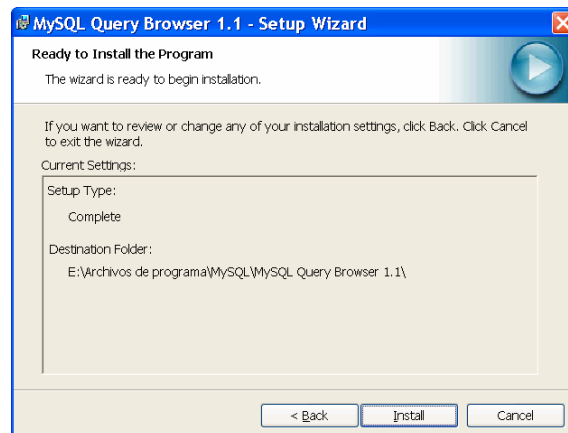 MySQL Query Browser 1.1 - Setup Wizard
Ready to Install the Program
The wizard is ready to begin installation.
If you want to review or change any of your installation settings, click Back. Click Cancel
to exit the wizard.
Current Settings:
Setup Type:
Complete
Destination Folder:
E:\Archivos de programa\MySQL\MySQL Query Browser 1.1\
< Back
Install
Cancel